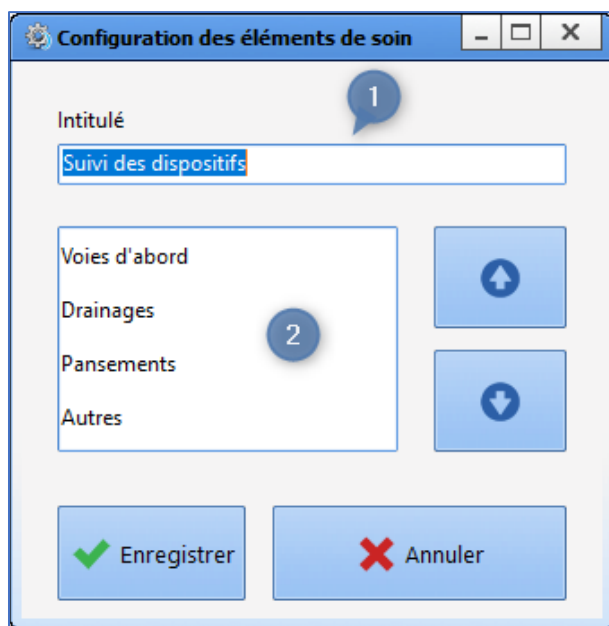 Configuration des éléments de soin
1
Intitulé
Suivi des dispositifs
Voies d'abord
Drainages
2
Pansements
Autres
Enregistrer
Annuler